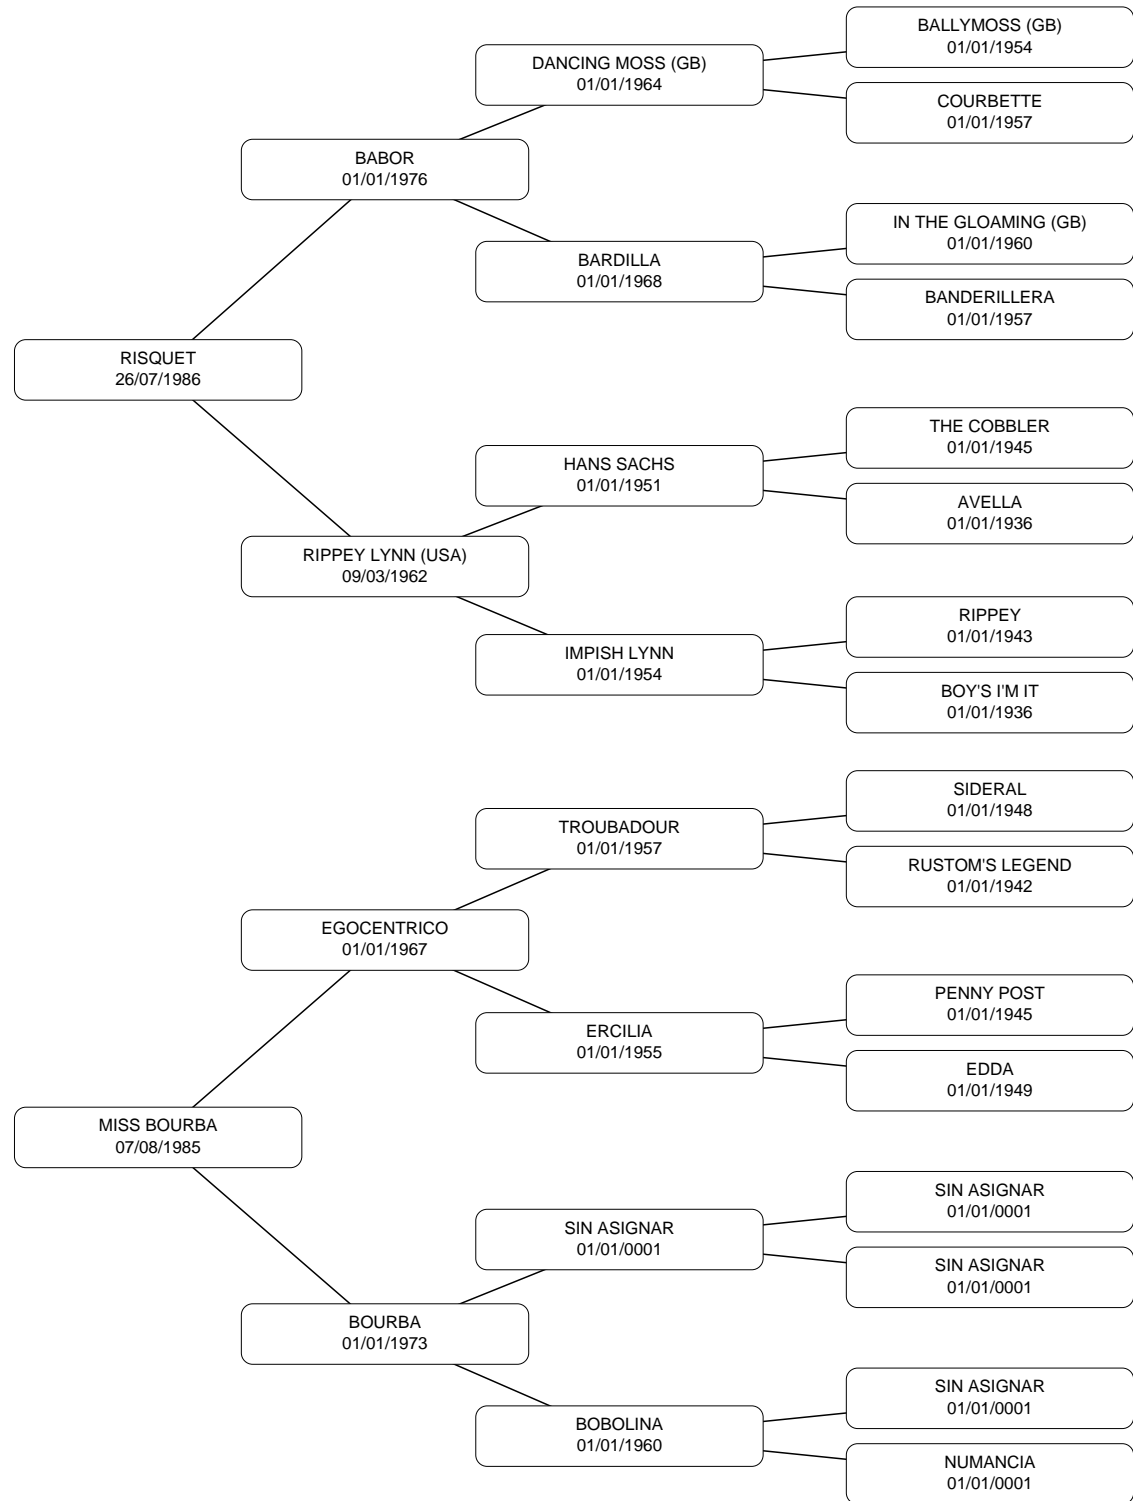 BALLYMOSS (GB)
01/01/1954
DANCING MOSS (GB)
01/01/1964
COURBETTE
01/01/1957
BABOR
01/01/1976
IN THE GLOAMING (GB)
01/01/1960
BARDILLA
01/01/1968
BANDERILLERA
01/01/1957
RISQUET
26/07/1986
THE COBBLER
01/01/1945
HANS SACHS
01/01/1951
AVELLA
01/01/1936
RIPPEY LYNN (USA)
09/03/1962
RIPPEY
01/01/1943
IMPISH LYNN
01/01/1954
BOY'S I'M IT
01/01/1936
SIDERAL
01/01/1948
TROUBADOUR
01/01/1957
RUSTOM'S LEGEND
01/01/1942
EGOCENTRICO
01/01/1967
PENNY POST
01/01/1945
ERCILIA
01/01/1955
EDDA
01/01/1949
MISS BOURBA
07/08/1985
SIN ASIGNAR
01/01/0001
SIN ASIGNAR
01/01/0001
SIN ASIGNAR
01/01/0001
BOURBA
01/01/1973
SIN ASIGNAR
01/01/0001
BOBOLINA
01/01/1960
NUMANCIA
01/01/0001